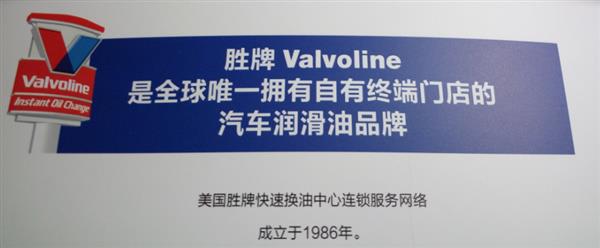 Valvoline
Instant Oil Change
胜牌 Valvoline
是全球唯一拥有自有终端门店的
汽车润滑油品牌
美国胜牌快速换油中心连锁服务网络
成立于1986年。